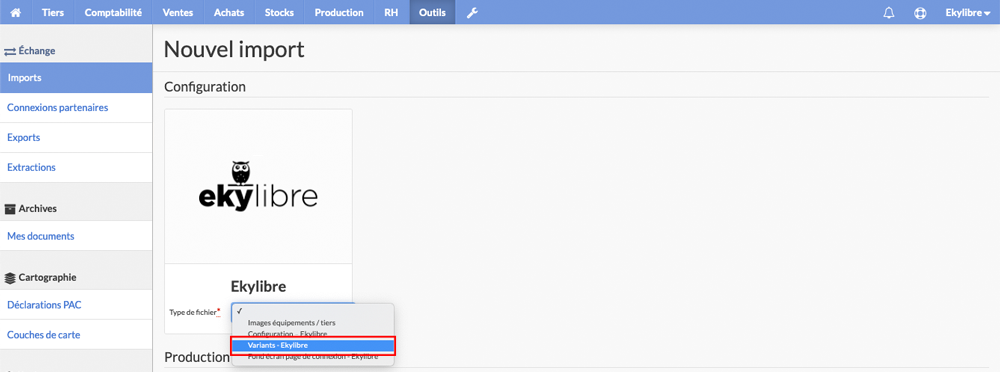 Tiers Comptabilité Ventes Achats Stocks Production RH Outils Ekylibre
Échange
Imports
Connexions partenaires
Exports
Extractions
Archives
Mes documents
Cartographie
Déclarations PAC
Couches de carte
Nouvel import
Configuration
ekylibre
Ekylibre
Type de fichier*
Images équipements / tiers
Configuration - Ekylibre
Variants - Ekylibre
Fond écran page de connexion - Ekylibre
Production